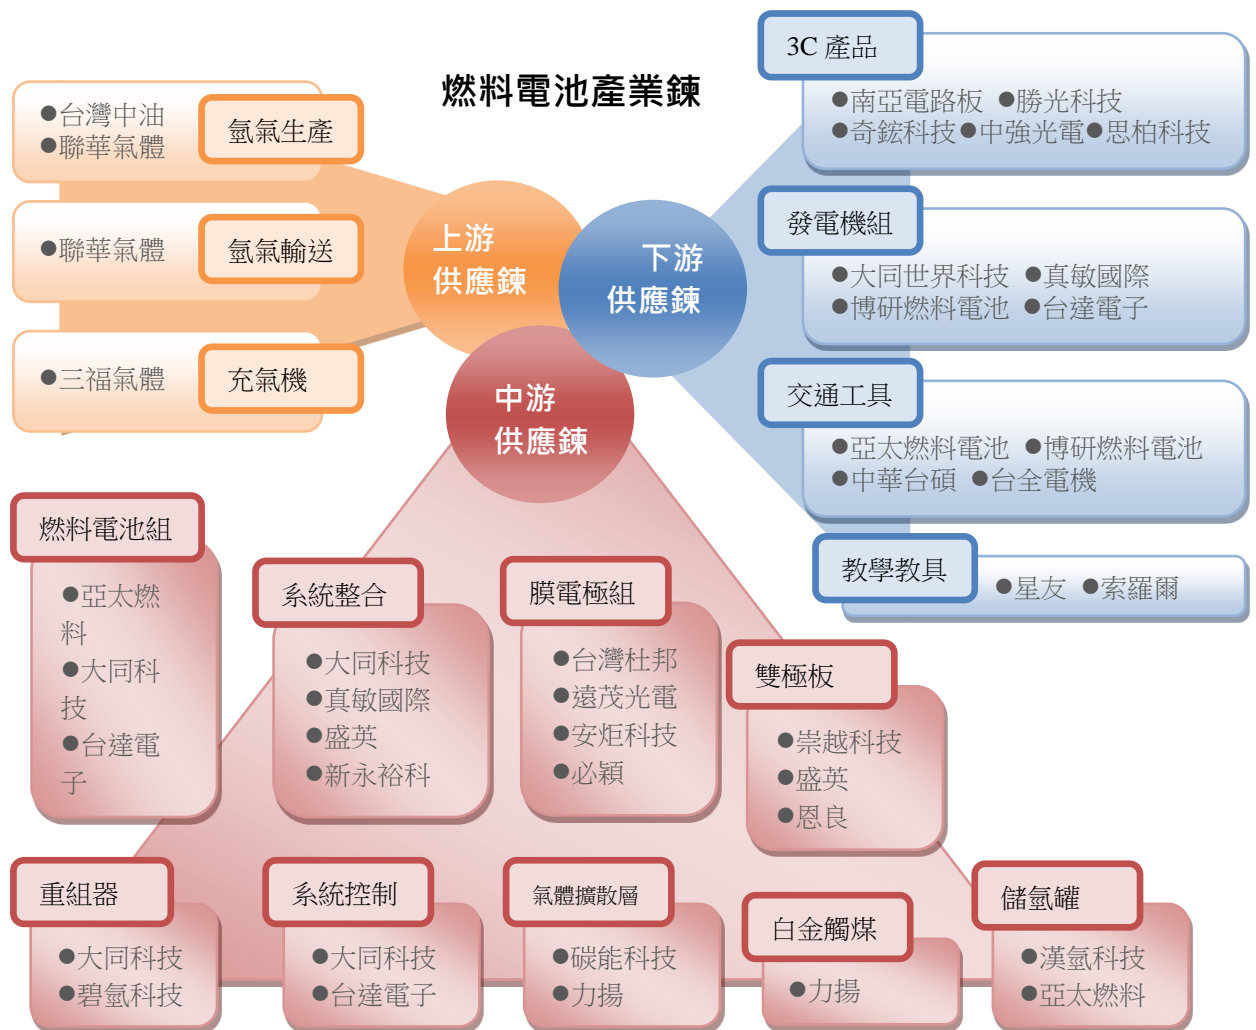 燃料電池產業鍊
上游
供應鍊
氫氣生產
●台灣中油
●聯華氣體
氫氣輸送
●聯華氣體
充氣機
●三福氣體
中游
供應鍊
燃料電池組
●亞太燃
料
●大同科
技
●台達電
子
系統整合
●大同科技
●真敏國際
●盛英
●新永裕科
膜電極組
●台灣杜邦
●遠茂光電
●安炬科技
●必穎
雙極板
●崇越科技
●盛英
●恩良
重組器
●大同科技
●碧氫科技
系統控制
●大同科技
●台達電子
氣體擴散層
●碳能科技
●力揚
白金觸煤
●力揚
儲氫罐
●漢氫科技
●亞太燃料
下游
供應鍊
3C 產品
●南亞電路板 ●勝光科技
●奇鋐科技●中強光電●思柏科技
發電機組
●大同世界科技 ●真敏國際
●博研燃料電池 ●台達電子
交通工具
●亞太燃料電池 ●博研燃料電池
●中華台碩 ●台全電機
教學教具
●星友 ●索羅爾